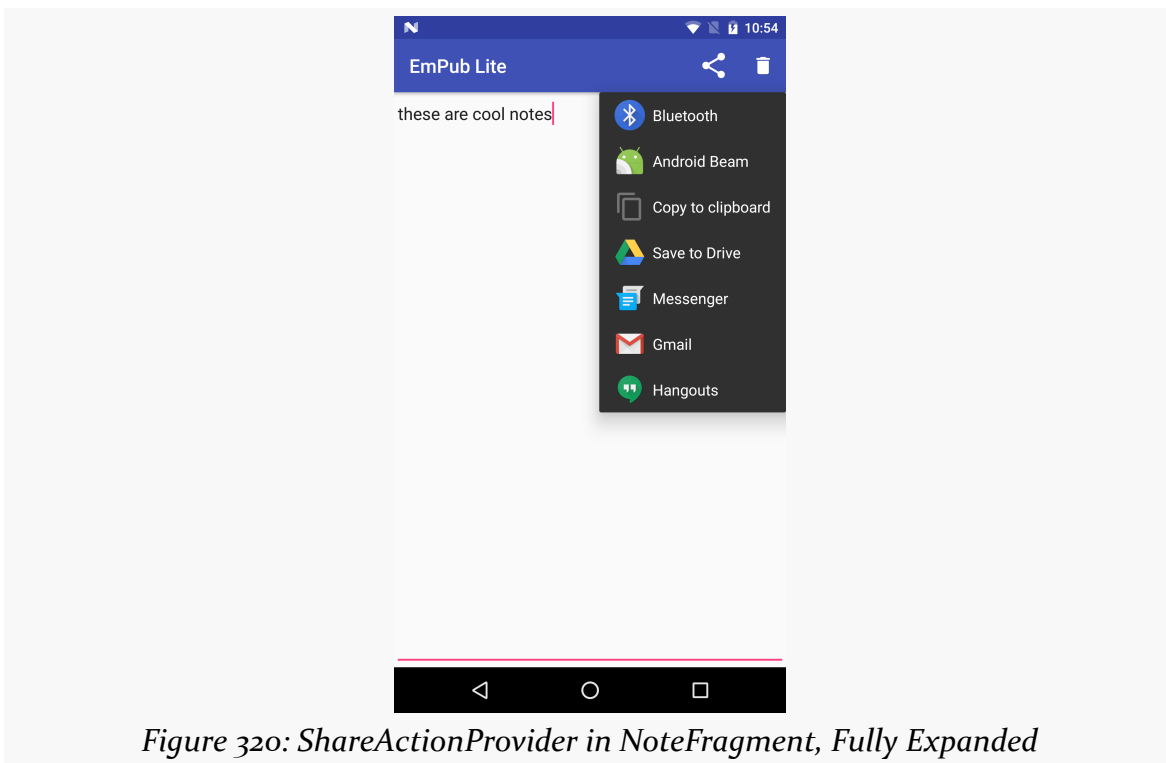 10:54
EmPub Lite
these are cool notes
Bluetooth
Android Beam
Copy to clipboard
Save to Drive
Messenger
Gmail
Hangouts
Figure 320: ShareActionProvider in NoteFragment, Fully Expanded